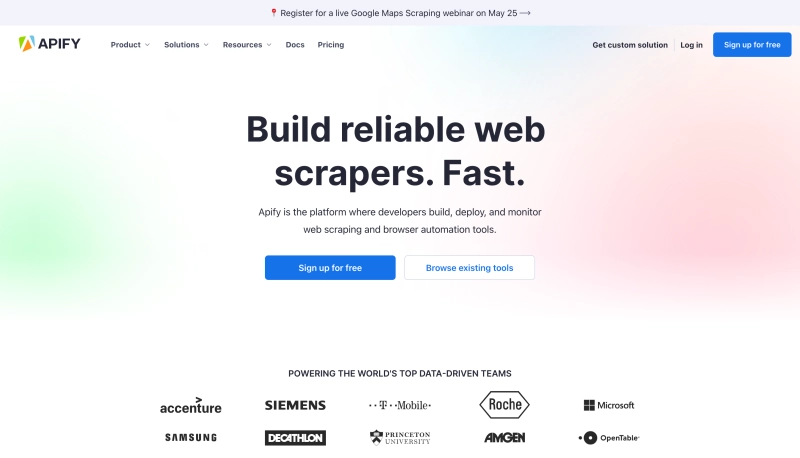 Register for a live Google Maps Scraping webinar on May 25
APIFY
Product
Solutions
Resources
Docs
Pricing
Get custom solution
Log in
Sign up for free
Build reliable web
scrapers. Fast.
Apify is the platform where developers build, deploy, and monitor
web scraping and browser automation tools.
Sign up for free
Browse existing tools
POWERING THE WORLD'S TOP DATA-DRIVEN TEAMS
accenture
SIEMENS
T Mobile
Roche
Microsoft
SAMSUNG
DECATHLON
PRINCETON
UNIVERSITY
AMGEN
OpenTable